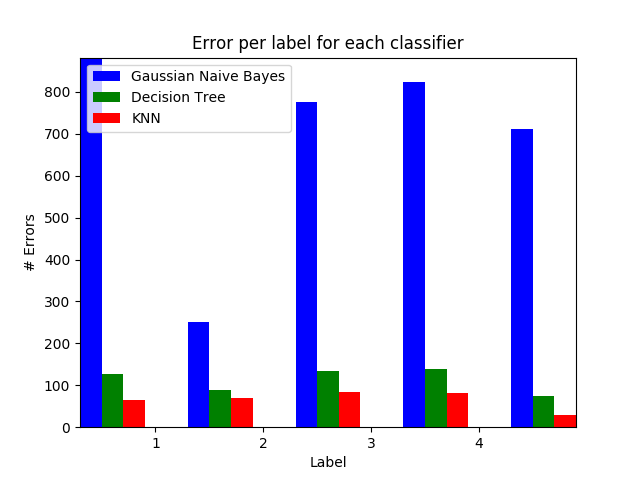 Error per label for each classifier
Gaussian Naive Bayes
Decision Tree
KNN
800
700
600
500
400
300
200
100
0
# Errors
1 2 3 4
Label